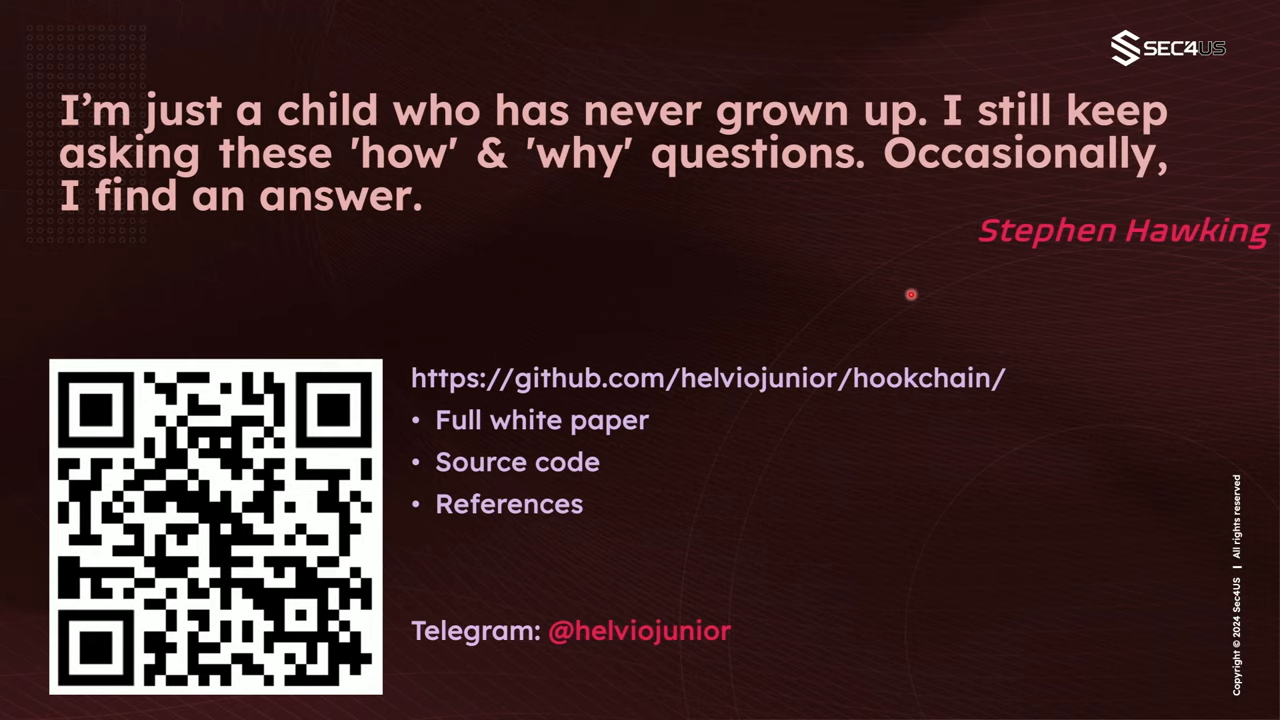 SEC4US
I’m just a child who has never grown up. I still keep
asking these 'how' & 'why' questions. Occasionally,
I find an answer.
Stephen Hawking
https://github.com/helviojunior/hookchain/
• Full white paper
• Source code
• References
Telegram: @helviojunior
Copyright © 2024 Sec4US | All rights reserved